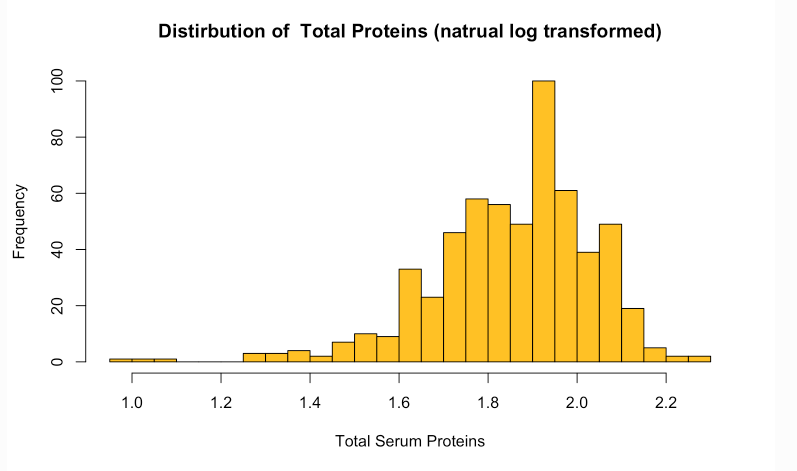 Distirbution of  Total Proteins (natrual log transformed)
Frequency
100
80
60
40
20
0
1.0 1.2 1.4 1.6 1.8 2.0 2.2
Total Serum Proteins